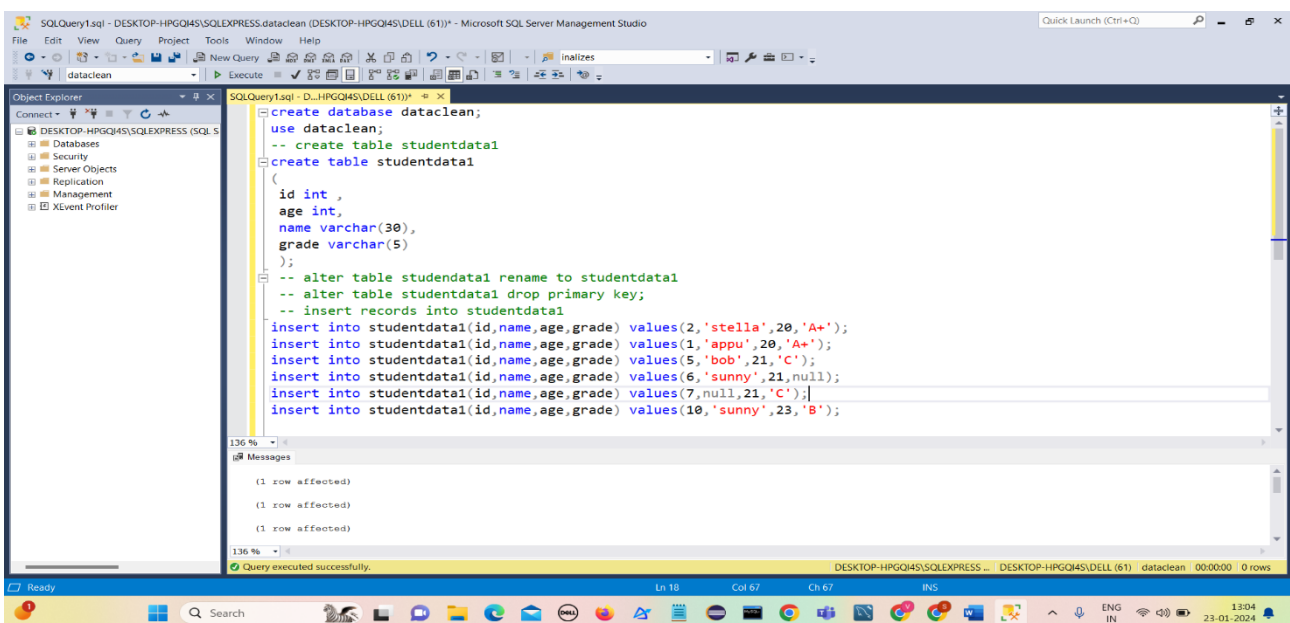 SQLQuery1.sql - DESKTOP-HPGQI4S\SQLEXPRESS.dataclean (DESKTOP-HPGQI4S\DELL (61))* - Microsoft SQL Server Management Studio
Quick Launch (Ctrl+Q)
File Edit View Query Project Tools Window Help
New Query
inalizes
dataclean
Execute
Object Explorer
SQLQuery1.sql - D...HPGQI4S\DELL (61))*
Connect
DESKTOP-HPGQI4S\SQLEXPRESS (SQL S
Databases
Security
Server Objects
Replication
Management
XEvent Profiler
create database dataclean;
use dataclean;
-- create table studentdata1
create table studentdata1
(
id int ,
age int,
name varchar(30),
grade varchar(5)
);
-- alter table studendata1 rename to studentdata1
-- alter table studentdata1 drop primary key;
-- insert records into studentdata1
insert into studentdata1(id,name,age,grade) values(2,'stella',20,'A+');
insert into studentdata1(id,name,age,grade) values(1,'appu',20,'A+');
insert into studentdata1(id,name,age,grade) values(5,'bob',21,'C');
insert into studentdata1(id,name,age,grade) values(6,'sunny',21,null);
insert into studentdata1(id,name,age,grade) values(7,null,21,'C');
insert into studentdata1(id,name,age,grade) values(10,'sunny',23,'B');
136 %
Messages
(1 row affected)
(1 row affected)
(1 row affected)
136 %
Query executed successfully.
DESKTOP-HPGQI4S\SQLEXPRESS ... DESKTOP-HPGQI4S\DELL (61) dataclean 00:00:00 0 rows
Ready
Ln 18 Col 67 Ch 67 INS
1
Search
DELL
ENG
IN
13:04
23-01-2024